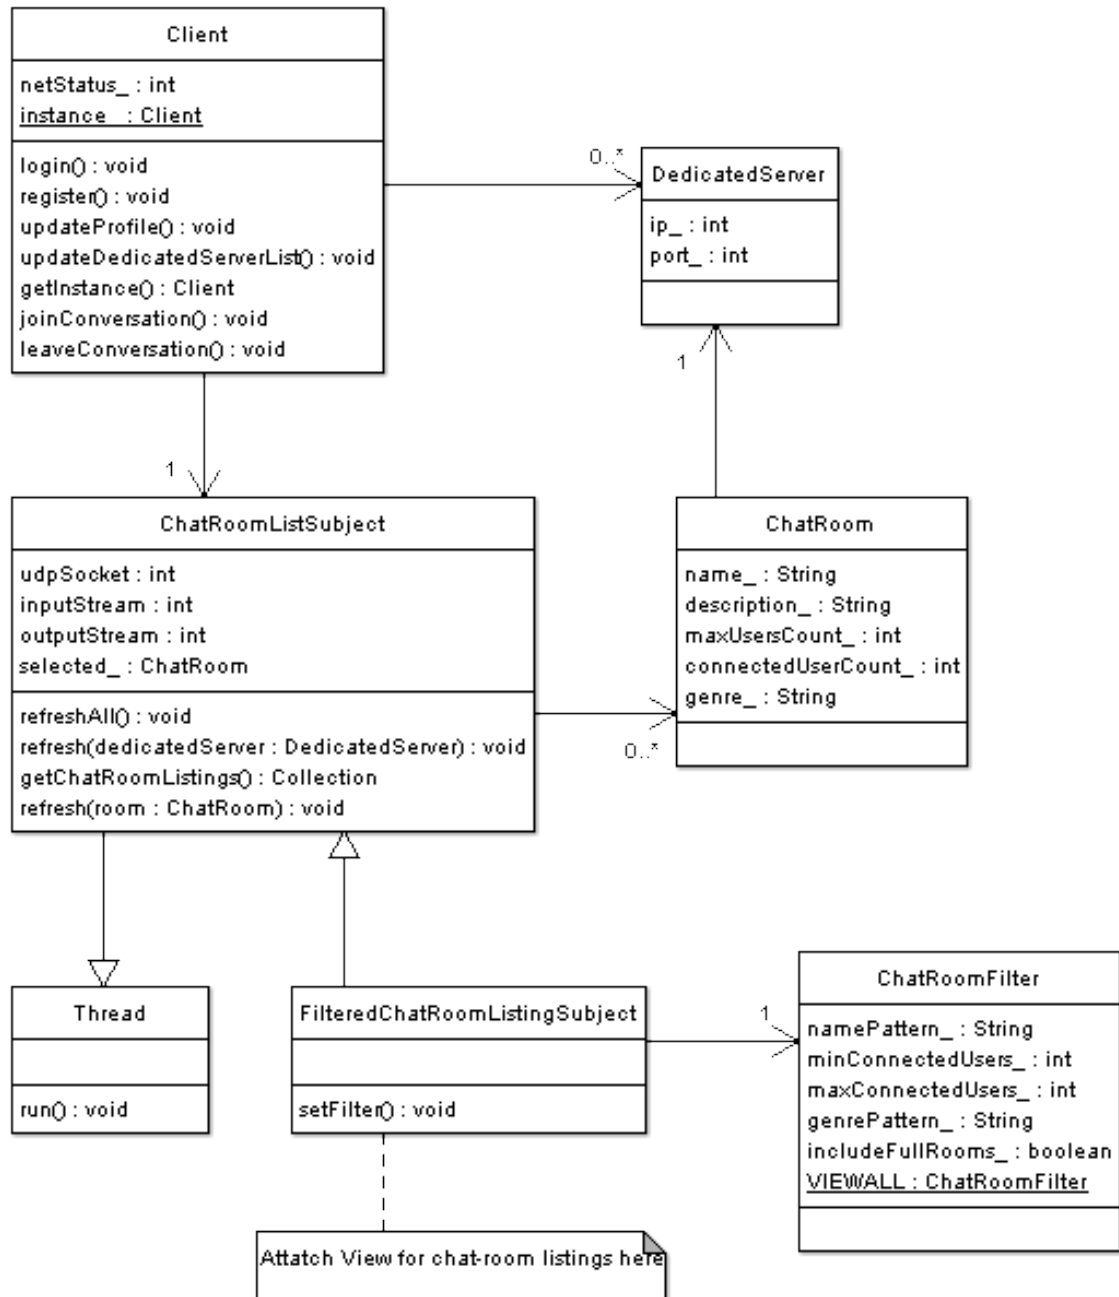 Client
netStatus_ : int
instance_ : Client
login() : void
register() : void
updateProfile() : void
updateDedicatedServerList() : void
getInstance() : Client
joinConversation() : void
leaveConversation() : void
0..*
DedicatedServer
ip_ : int
port_ : int
1
1
ChatRoomListSubject
udpSocket : int
inputStream : int
outputStream : int
selected_ : ChatRoom
refreshAll() : void
refresh(dedicatedServer : DedicatedServer) : void
getChatRoomListings() : Collection
refresh(room : ChatRoom) : void
ChatRoom
name_ : String
description_ : String
maxUsersCount_ : int
connectedUserCount_ : int
genre_ : String
0..*
Thread
run() : void
FilteredChatRoomListingSubject
setFilter() : void
1
ChatRoomFilter
namePattern_ : String
minConnectedUsers_ : int
maxConnectedUsers_ : int
genrePattern_ : String
includeFullRooms_ : boolean
VIEWALL : ChatRoomFilter
Attatch View for chat-room listings here